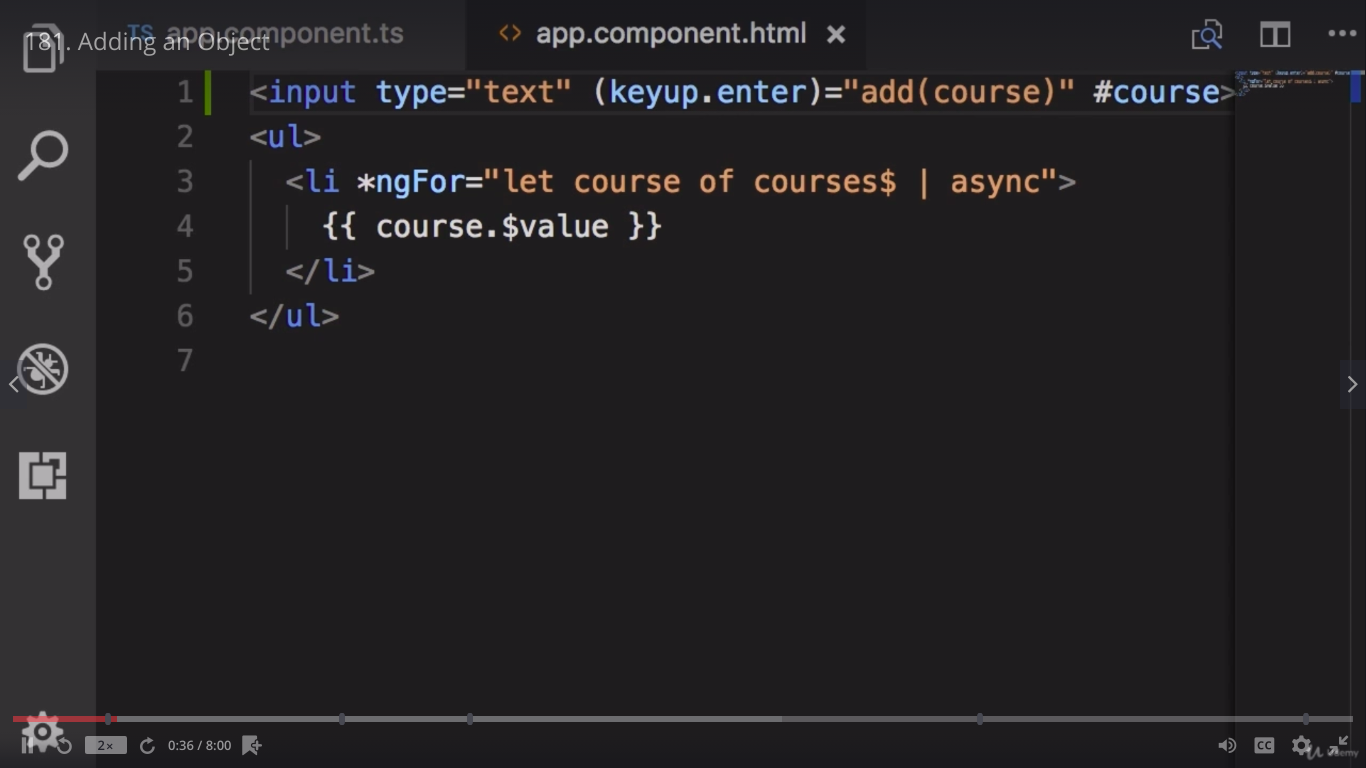 181. Adding an Object
TS app.component.ts
<> app.component.html ×
1 <input type="text" (keyup.enter)="add(course)" #course>
2 <ul>
3 <li *ngFor="let course of courses$ | async">
4 {{ course.$value }}
5 </li>
6 </ul>
7
2×
0:36 / 8:00
CC
Udemy